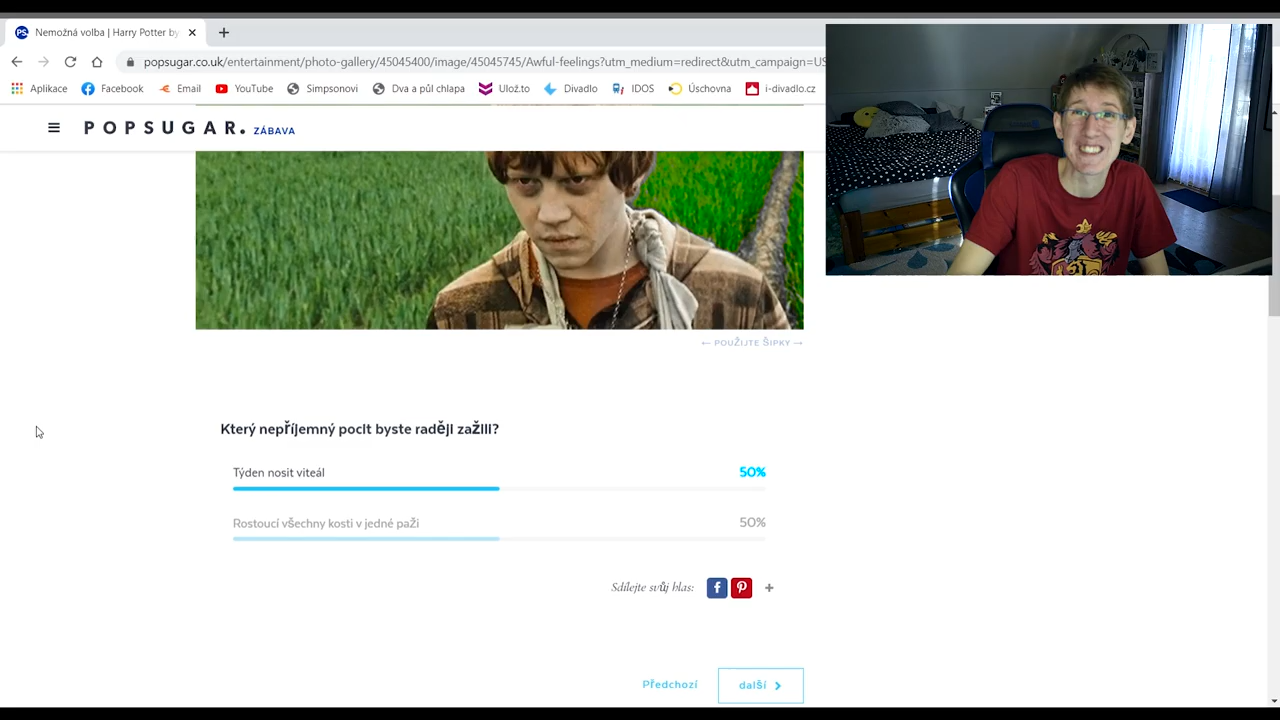 Nemožná volba | Harry Potter by
popsugar.co.uk/entertainment/photo-gallery/45045400/image/45045745/Awful-feelings?utm_medium=redirect&utm_campaign=US
Aplikace Facebook Email YouTube Simpsonovi Dva a půl chlapa Ulož.to Divadlo IDOS Úschovna i-divadlo.cz
POPSUGAR. ZÁBAVA
← POUŽIJTE ŠIPKY →
Který nepříjemný pocit byste raději zažili?
Týden nosit viteál 50%
Rostoucí všechny kosti v jedné paži 50%
Sdílejte svůj hlas:
Předchozí další